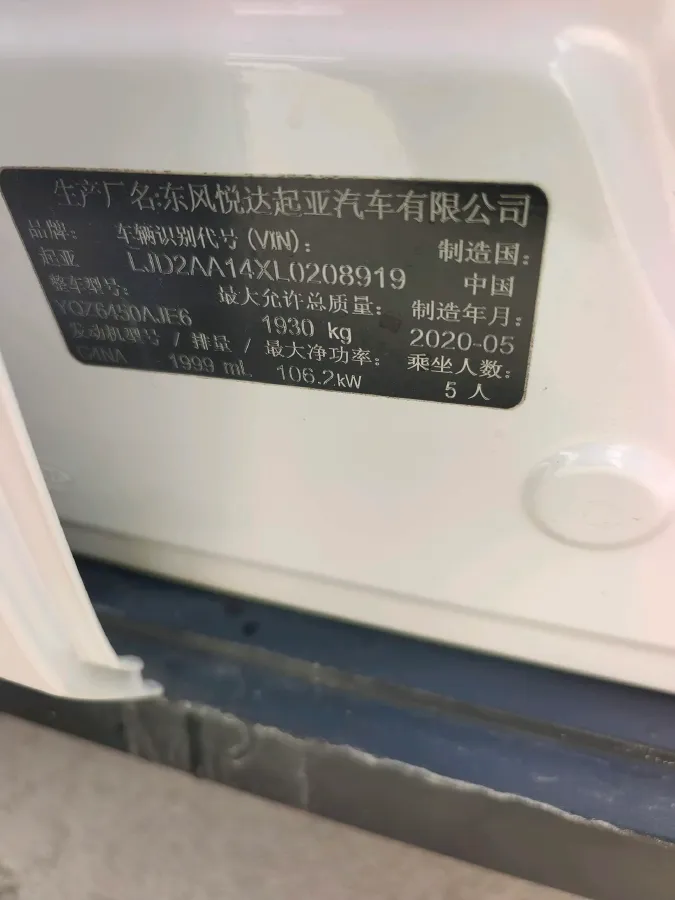 生产厂名:东风悦达起亚汽车有限公司
品牌: 车辆识别代号(VIN): 制造国:
起亚 LJD2AA14XL0208919 中国
整车型号: 最大允许总质量: 制造年月:
YQZ6450AJE6 1930 kg 2020-05
发动机型号/排量/最大净功率: 乘坐人数:
G4NA 1999 mL 106.2kW 5 人